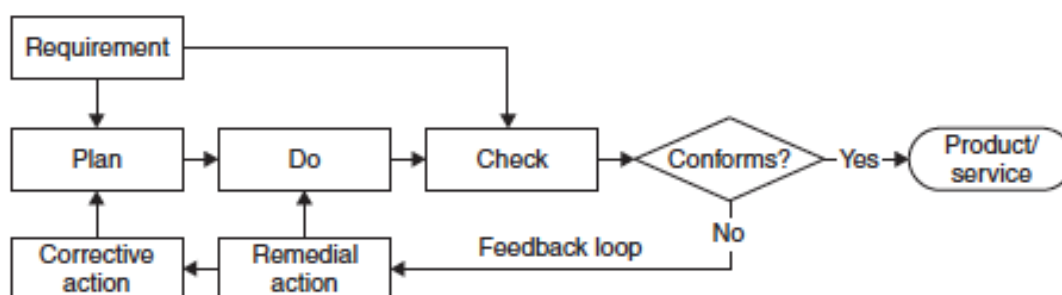 Requirement
Plan
Do
Check
Conforms?
Yes
Product/
service
No
Feedback loop
Corrective
action
Remedial
action